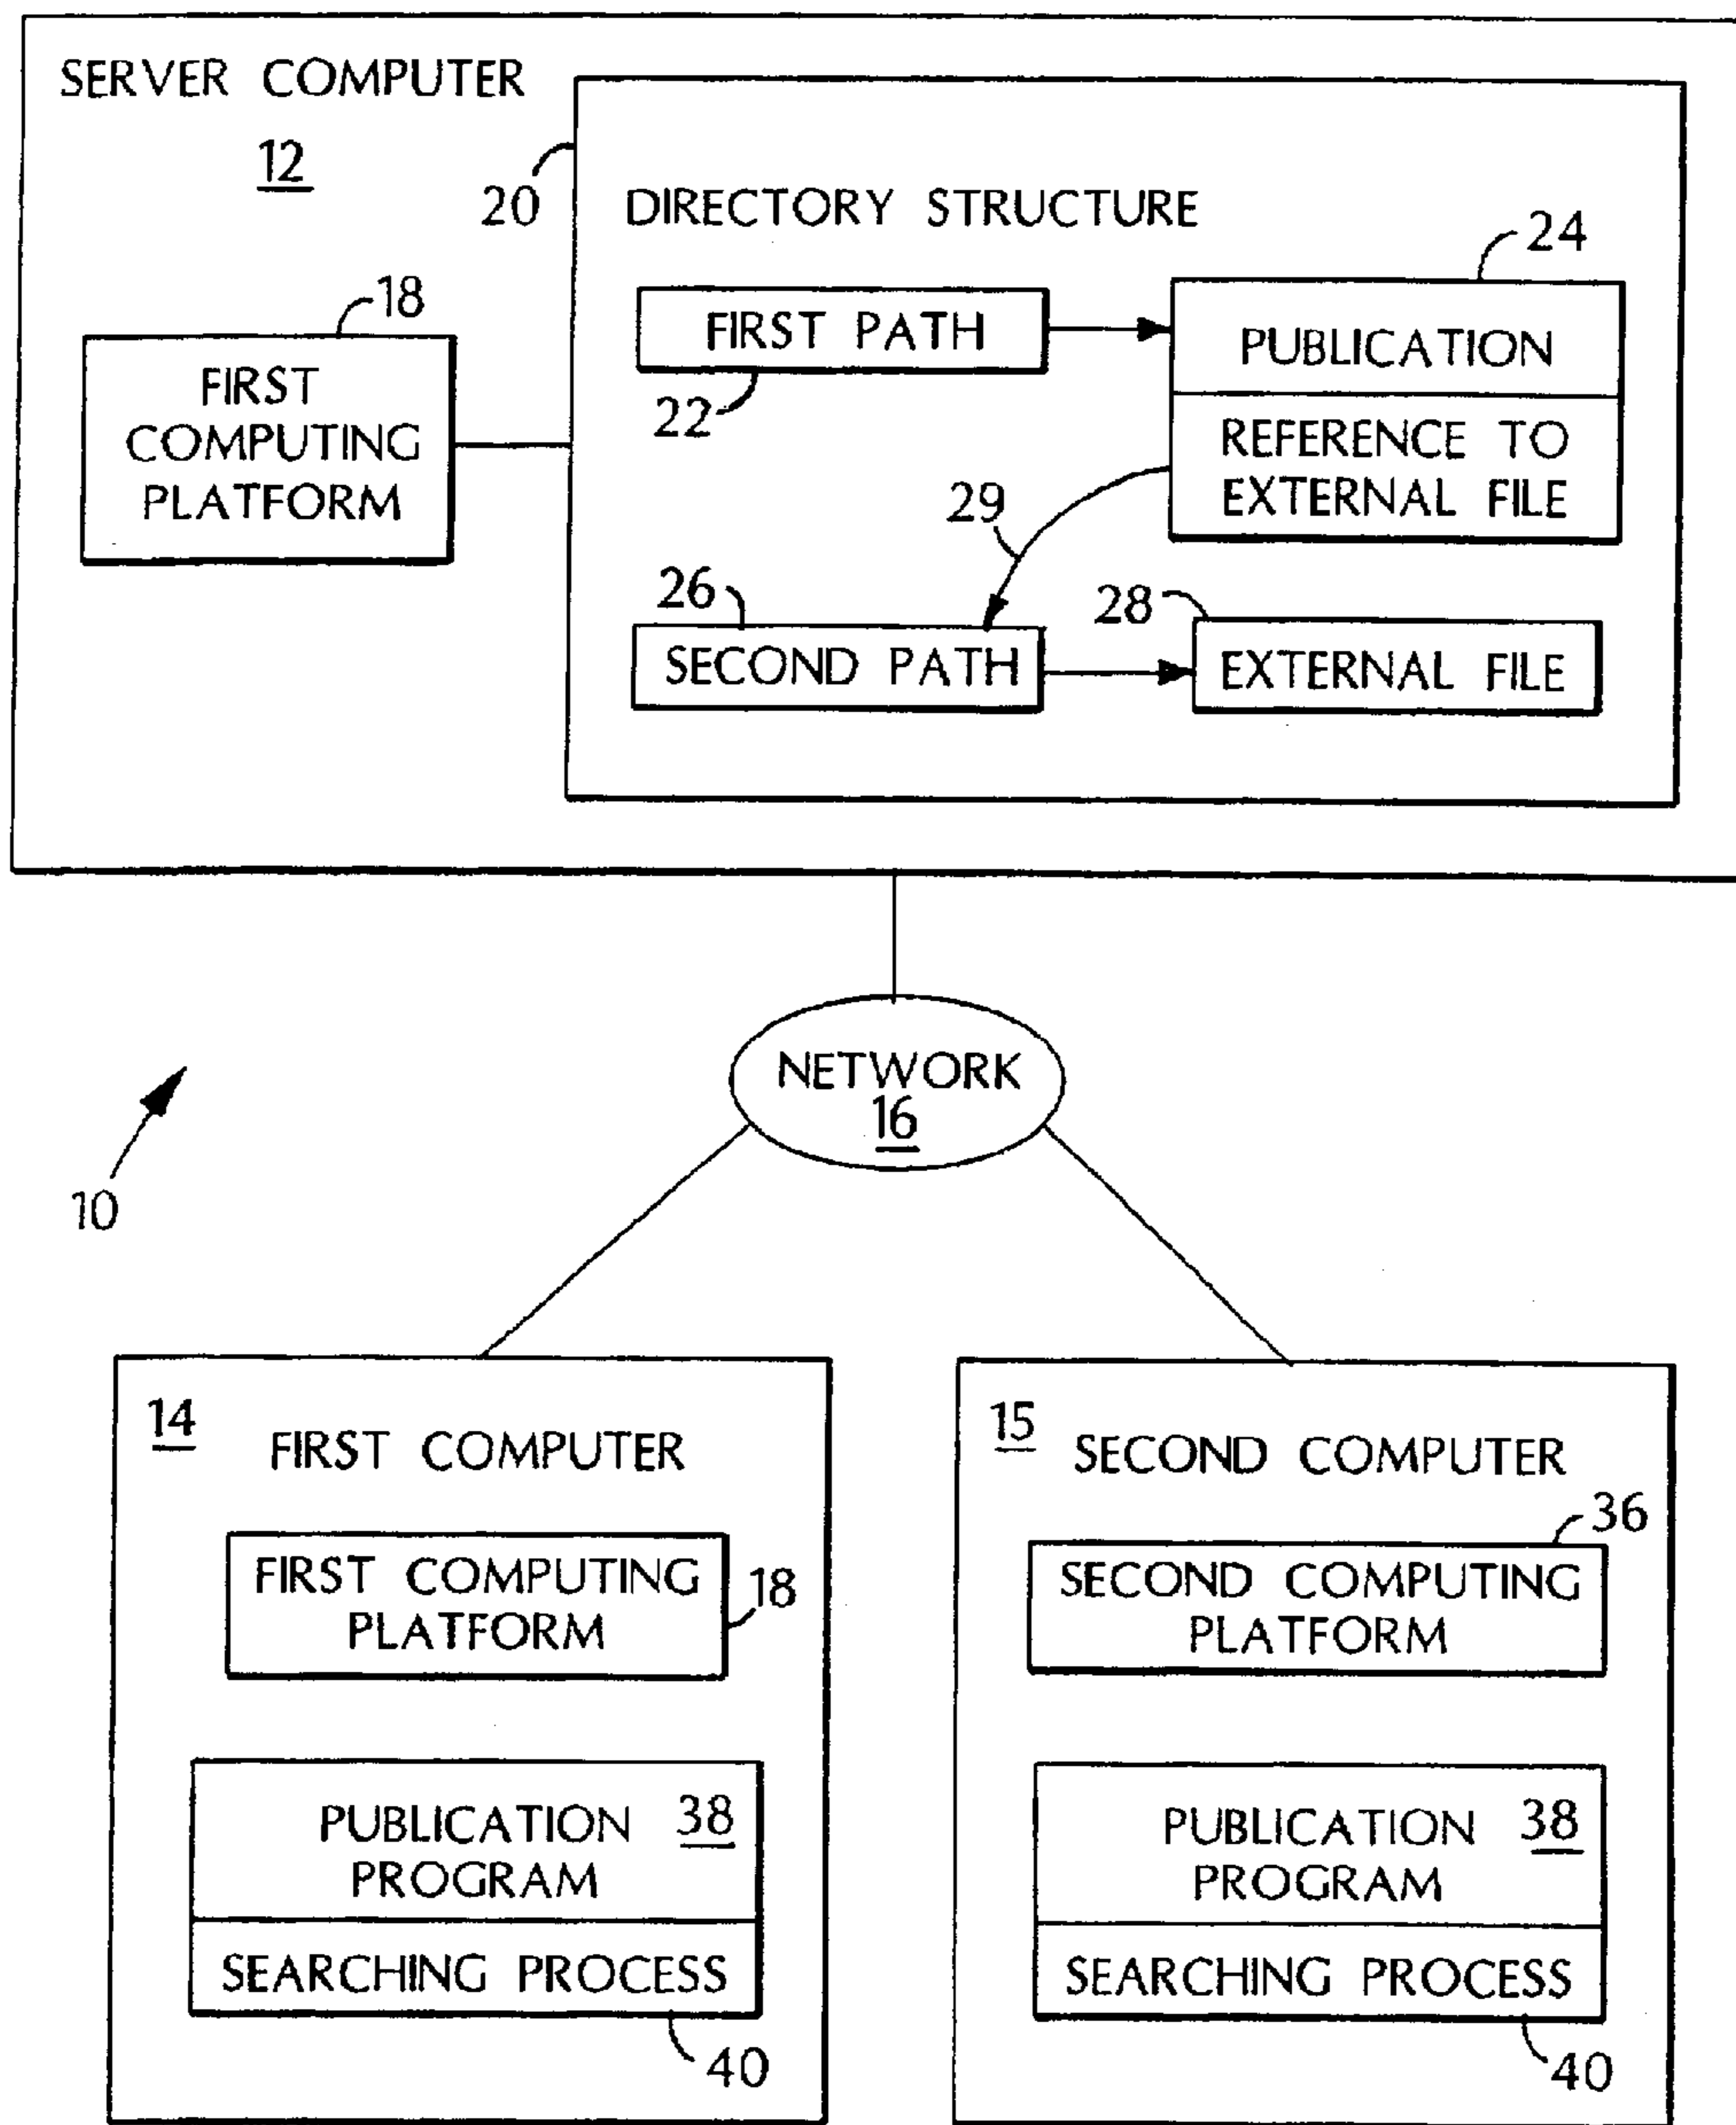 SERVER COMPUTER
12
20
DIRECTORY STRUCTURE
24
18
FIRST
COMPUTING
PLATFORM
FIRST PATH
22
PUBLICATION
REFERENCE TO
EXTERNAL FILE
29
26
SECOND PATH
28
EXTERNAL FILE
NETWORK
16
10
14
FIRST COMPUTER
FIRST COMPUTING
PLATFORM
18
PUBLICATION
PROGRAM
38
SEARCHING PROCESS
40
15
SECOND COMPUTER
36
SECOND COMPUTING
PLATFORM
PUBLICATION
PROGRAM
38
SEARCHING PROCESS
40